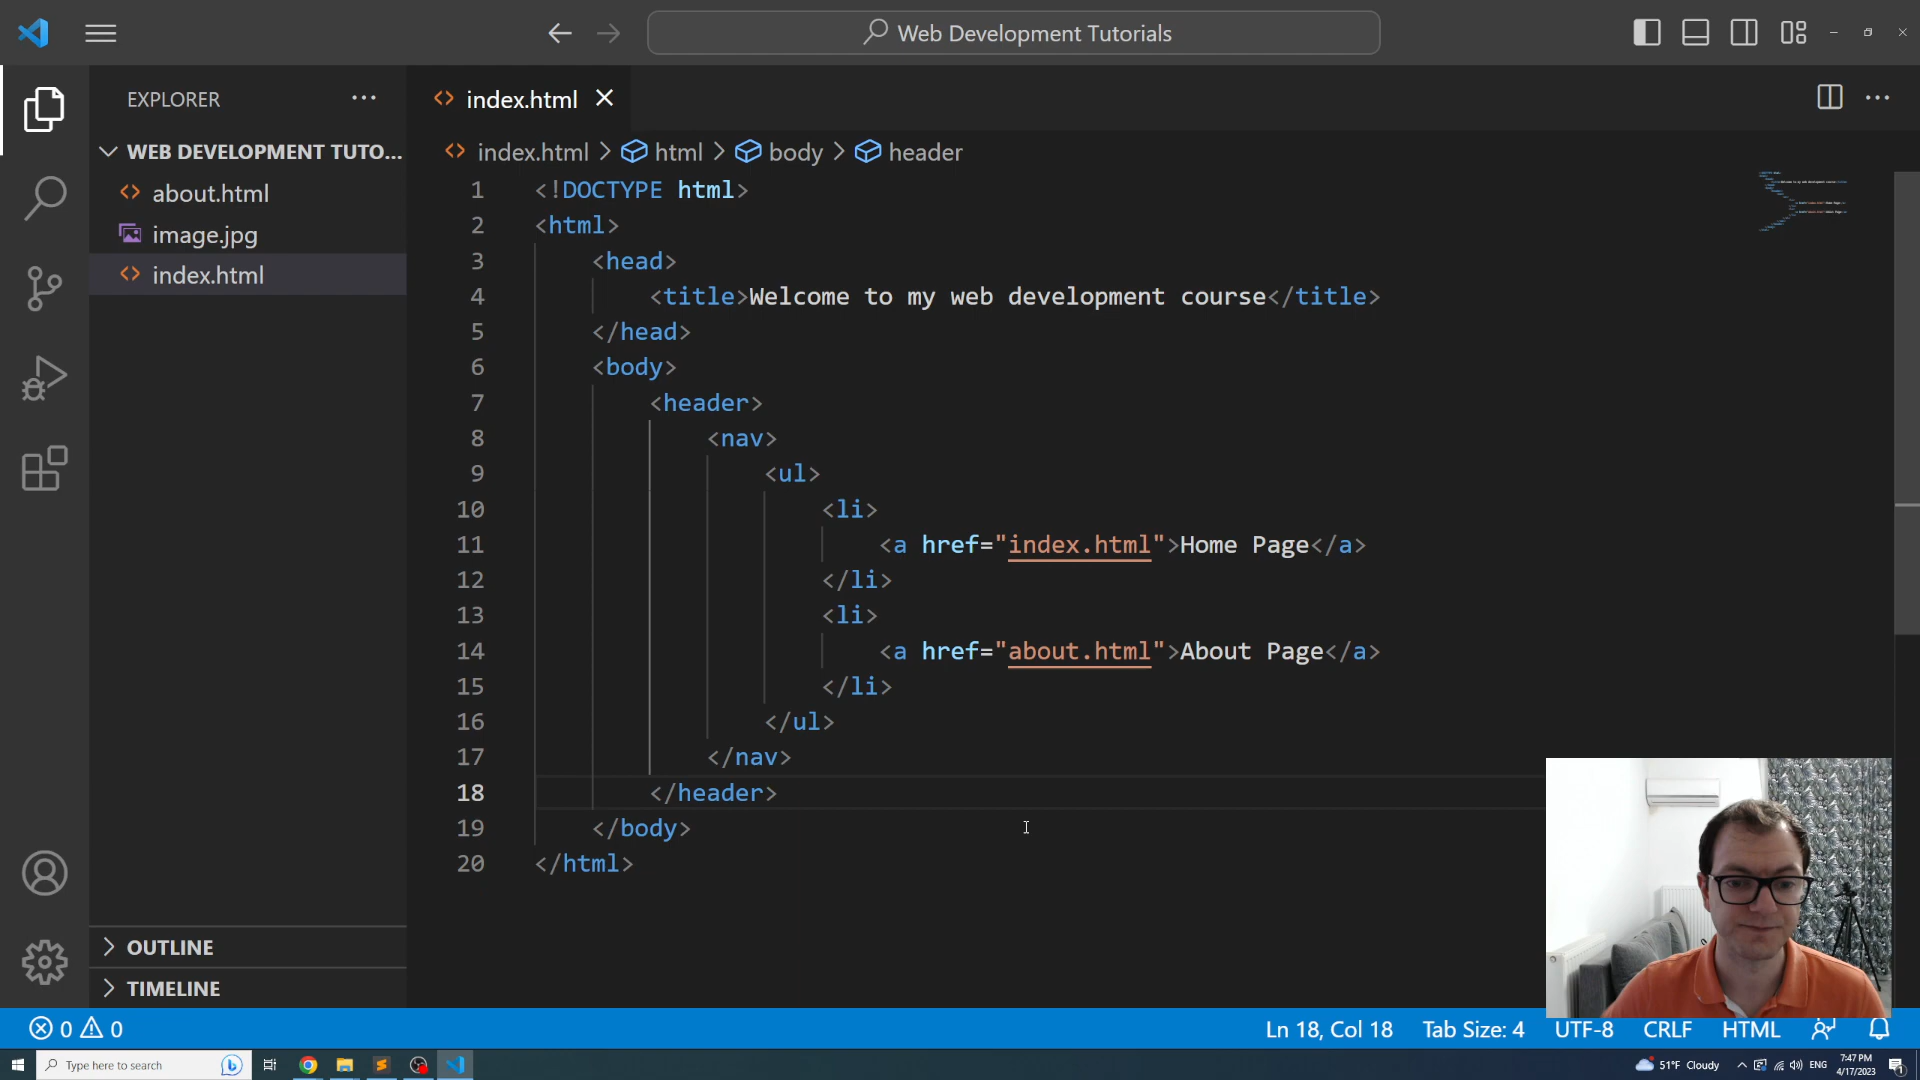 Web Development Tutorials
EXPLORER
WEB DEVELOPMENT TUTO...
about.html
image.jpg
index.html
OUTLINE
TIMELINE
index.html
index.html > html > body > header
1 <!DOCTYPE html>
2 <html>
3 <head>
4 <title>Welcome to my web development course</title>
5 </head>
6 <body>
7 <header>
8 <nav>
9 <ul>
10 <li>
11 <a href="index.html">Home Page</a>
12 </li>
13 <li>
14 <a href="about.html">About Page</a>
15 </li>
16 </ul>
17 </nav>
18 </header>
19 </body>
20 </html>
0 0
Ln 18, Col 18 Tab Size: 4 UTF-8 CRLF HTML
Type here to search
51°F Cloudy
ENG
7:47 PM
4/17/2023